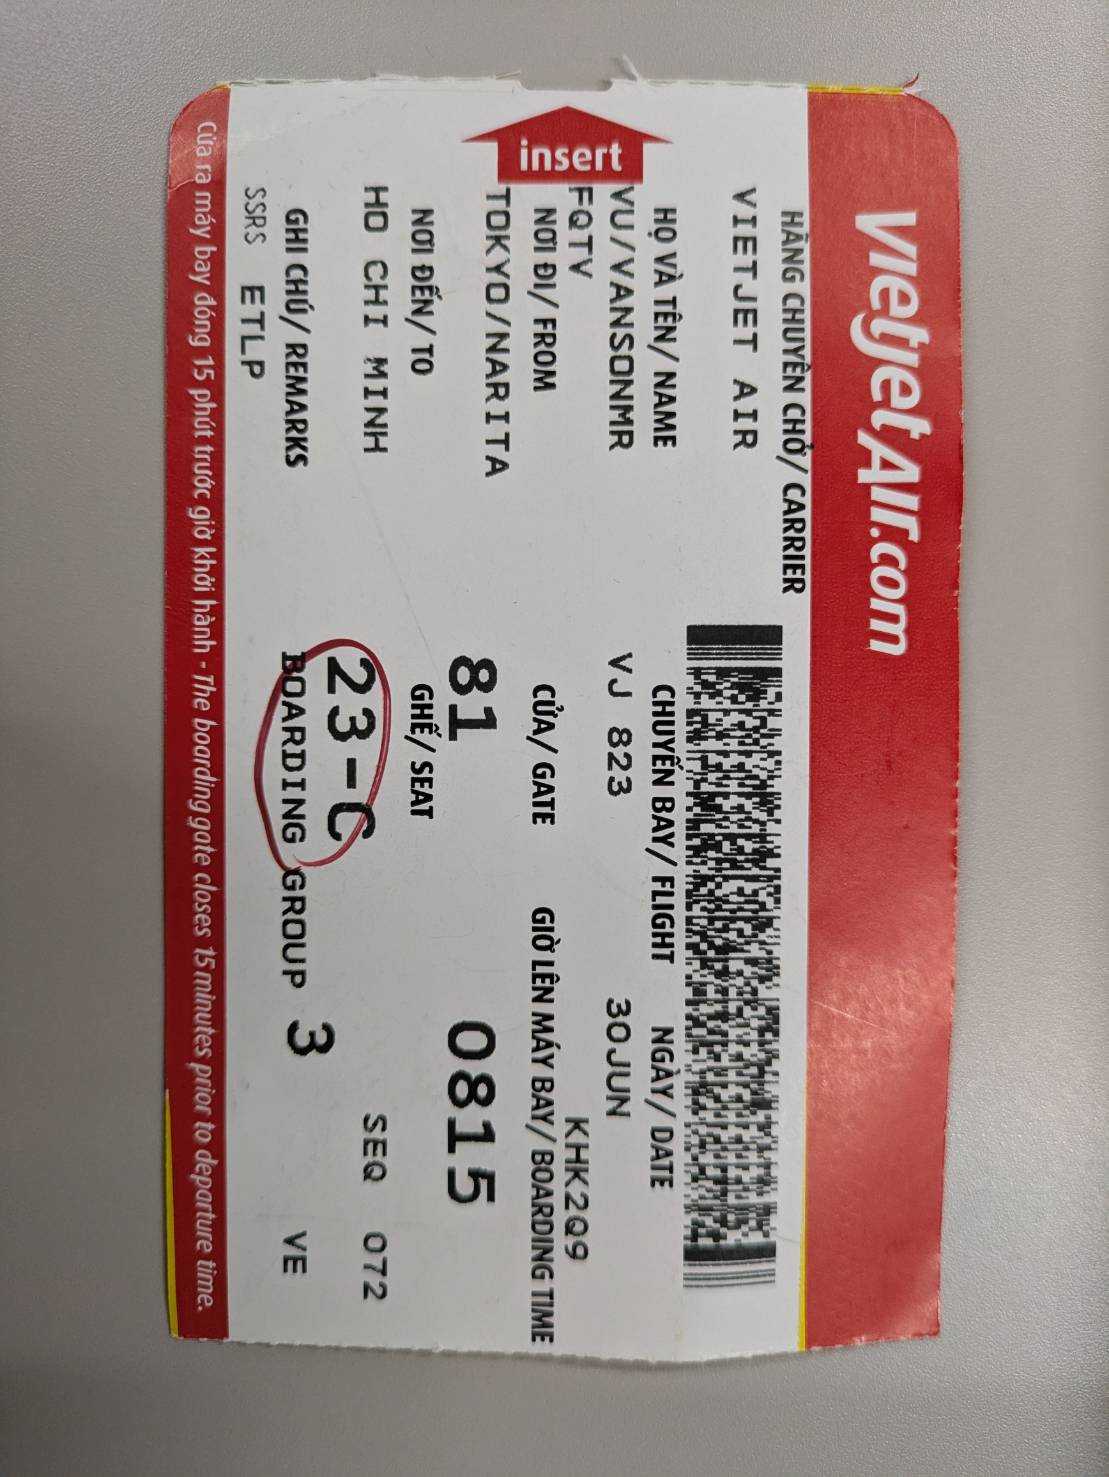 VietjetAir.com
HÃNG CHUYÊN CHỞ/ CARRIER
VIETJET AIR
HỌ VÀ TÊN/ NAME CHUYẾN BAY/ FLIGHT NGÀY/ DATE
VU/VANSONMR VJ 823 30JUN
FQTV KHK2Q9
NƠI ĐI/ FROM CỬA/ GATE GIỜ LÊN MÁY BAY/ BOARDING TIME
TOKYO/NARITA 81 0815
NƠI ĐẾN/ TO GHẾ/ SEAT
HO CHI MINH 23-C SEQ 072
GHI CHÚ/ REMARKS BOARDING GROUP 3 VE
SSRS ETLP
Cửa ra máy bay đóng 15 phút trước giờ khởi hành - The boarding gate closes 15 minutes prior to departure time.
insert